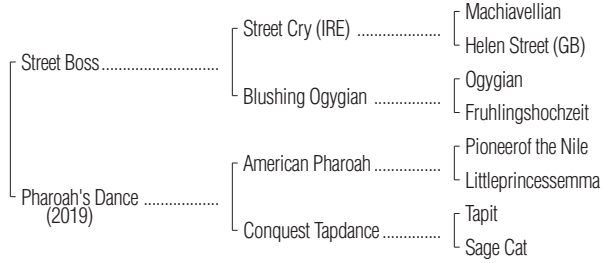 Machiavellian
Street Cry (IRE) ..................
Helen Street (GB)
Street Boss.........................
Ogygian
Blushing Ogygian ..............
Fruhlingshochzeit
Pioneerof the Nile
American Pharoah..............
Littleprincessemma
Pharoah's Dance ................
(2019)
Tapit
Conquest Tapdance............
Sage Cat